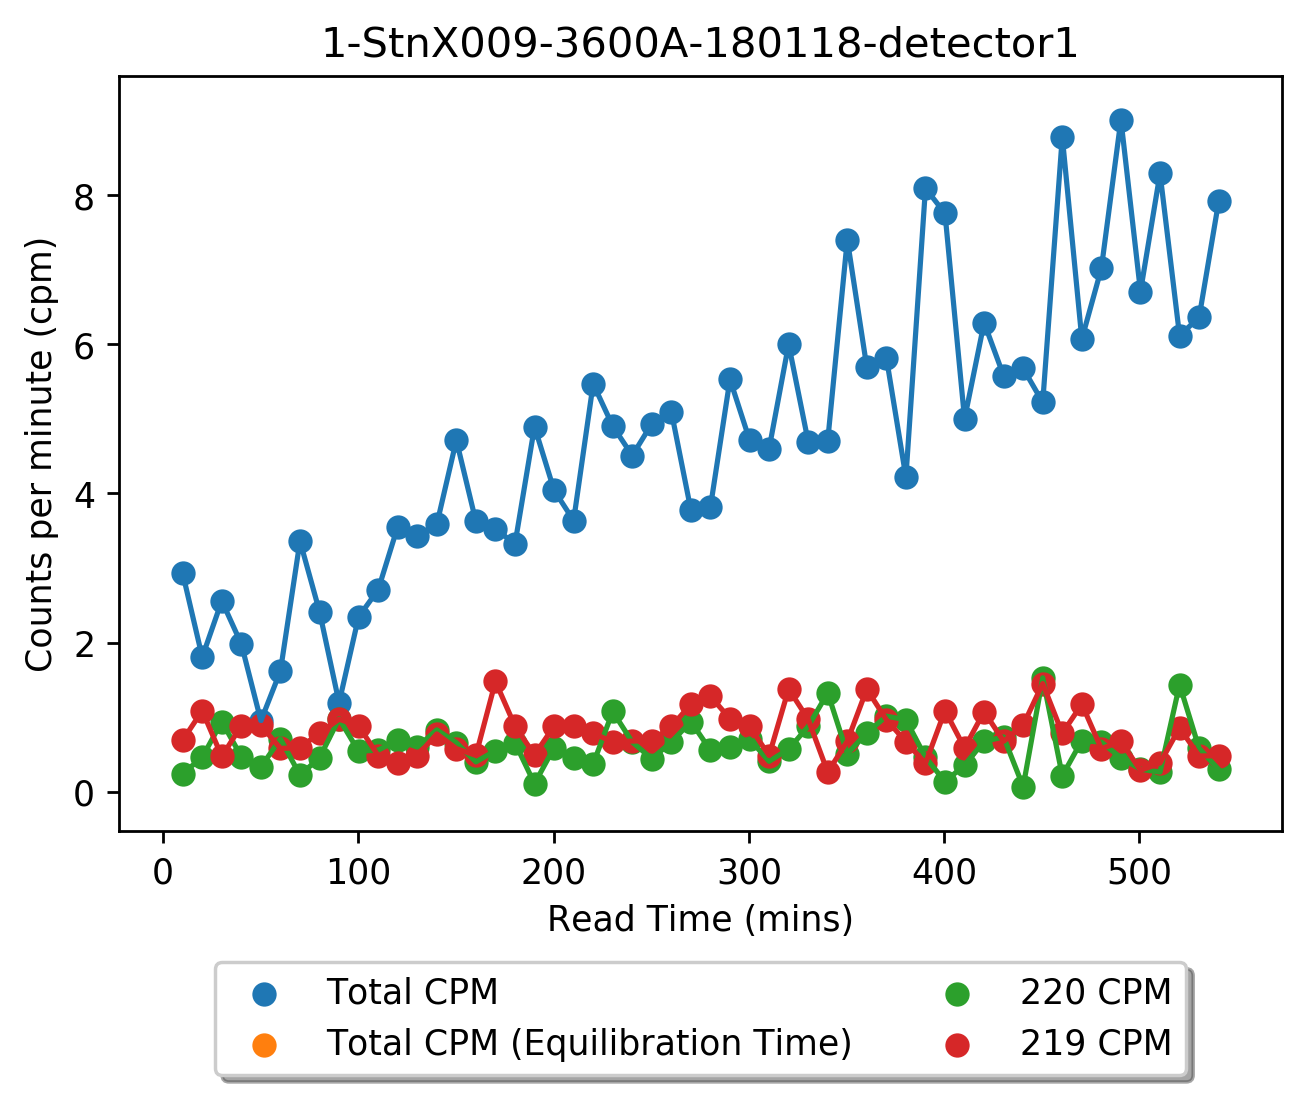 1-StnX009-3600A-180118-detector1
Counts per minute (cpm)
8
6
4
2
0
0 100 200 300 400 500
Read Time (mins)
Total CPM
Total CPM (Equilibration Time)
220 CPM
219 CPM